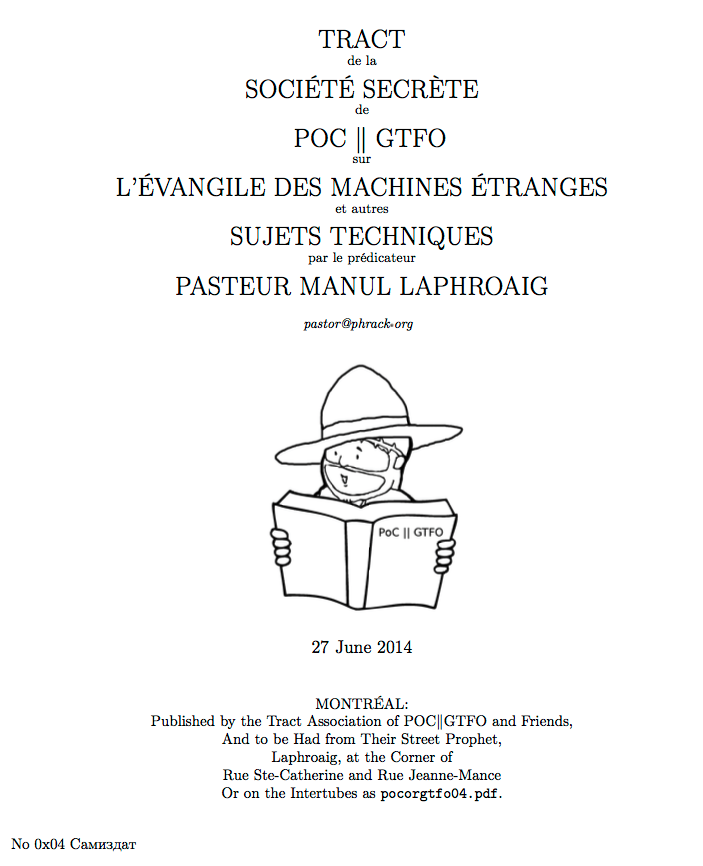 TRACT
de la
SOCIÉTÉ SECRÈTE
de
POC || GTFO
sur
L'ÉVANGILE DES MACHINES ÉTRANGES
et autres
SUJETS TECHNIQUES
par le prédicateur
PASTEUR MANUL LAPHROAIG
pastor@phrack.org
PoC || GTFO
27 June 2014
MONTRÉAL:
Published by the Tract Association of POC||GTFO and Friends,
And to be Had from Their Street Prophet,
Laphroaig, at the Corner of
Rue Ste-Catherine and Rue Jeanne-Mance
Or on the Intertubes as pocorgtfo04.pdf.
No 0x04 Самиздат